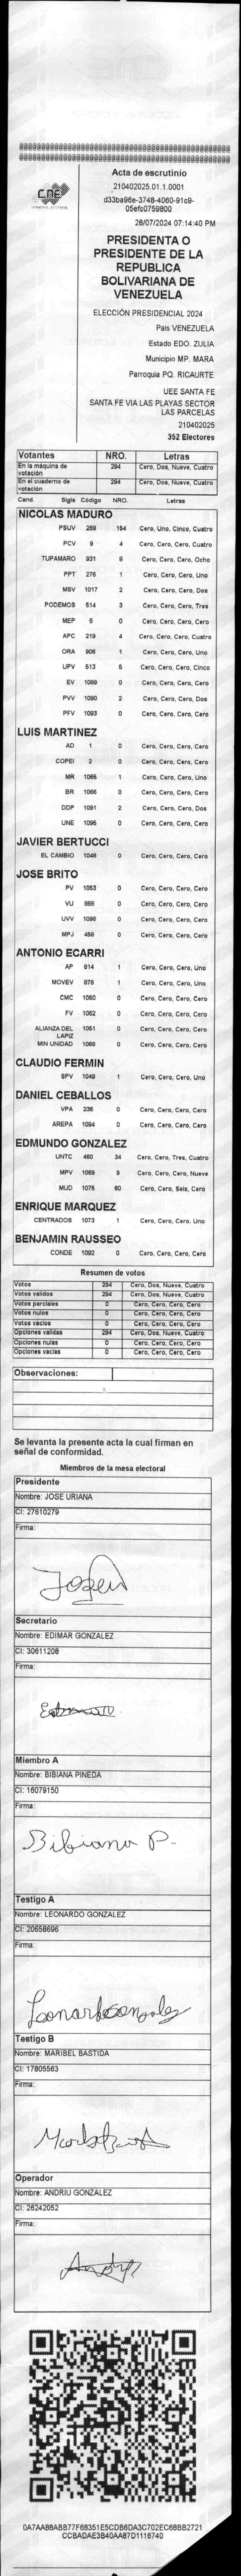 CNE
Acta de escrutinio
210402025.01.1.0001
d33ba96e-3748-4060-91c9-
05efc0759800
28/07/2024 07:14:40 PM
PRESIDENTA O
PRESIDENTE DE LA
REPUBLICA
BOLIVARIANA DE
VENEZUELA
ELECCIÓN PRESIDENCIAL 2024
Pais VENEZUELA
Estado EDO. ZULIA
Municipio MP. MARA
Parroquia PQ. RICAURTE
UEE SANTA FE
SANTA FE VIA LAS PLAYAS SECTOR
LAS PARCELAS
210402025
352 Electores
Votantes NRO. Letras
En la máquina de votación 294 Cero, Dos, Nueve, Cuatro
En el cuaderno de votación 294 Cero, Dos, Nueve, Cuatro
Cand. Sigla Código NRO. Letras
NICOLAS MADURO
PSUV 269 154 Cero, Uno, Cinco, Cuatro
PCV 9 4 Cero, Cero, Cero, Cuatro
TUPAMARO 931 8 Cero, Cero, Cero, Ocho
PPT 276 1 Cero, Cero, Cero, Uno
MSV 1017 2 Cero, Cero, Cero, Dos
PODEMOS 514 3 Cero, Cero, Cero, Tres
MEP 6 0 Cero, Cero, Cero, Cero
APC 219 4 Cero, Cero, Cero, Cuatro
ORA 906 1 Cero, Cero, Cero, Uno
UPV 513 5 Cero, Cero, Cero, Cinco
EV 1089 0 Cero, Cero, Cero, Cero
PVV 1090 2 Cero, Cero, Cero, Dos
PFV 1093 0 Cero, Cero, Cero, Cero
LUIS MARTINEZ
AD 1 0 Cero, Cero, Cero, Cero
COPEI 2 0 Cero, Cero, Cero, Cero
MR 1065 1 Cero, Cero, Cero, Uno
BR 1066 0 Cero, Cero, Cero, Cero
DDP 1091 2 Cero, Cero, Cero, Dos
UNE 1095 0 Cero, Cero, Cero, Cero
JAVIER BERTUCCI
EL CAMBIO 1048 0 Cero, Cero, Cero, Cero
JOSE BRITO
PV 1053 0 Cero, Cero, Cero, Cero
VU 868 0 Cero, Cero, Cero, Cero
UVV 1096 0 Cero, Cero, Cero, Cero
MPJ 458 0 Cero, Cero, Cero, Cero
ANTONIO ECARRI
AP 814 1 Cero, Cero, Cero, Uno
MOVEV 878 1 Cero, Cero, Cero, Uno
CMC 1050 0 Cero, Cero, Cero, Cero
FV 1052 0 Cero, Cero, Cero, Cero
ALIANZA DEL LAPIZ 1051 0 Cero, Cero, Cero, Cero
MIN UNIDAD 1068 0 Cero, Cero, Cero, Cero
CLAUDIO FERMIN
SPV 1049 1 Cero, Cero, Cero, Uno
DANIEL CEBALLOS
VPA 236 0 Cero, Cero, Cero, Cero
AREPA 1094 0 Cero, Cero, Cero, Cero
EDMUNDO GONZALEZ
UNTC 460 34 Cero, Cero, Tres, Cuatro
MPV 1069 9 Cero, Cero, Cero, Nueve
MUD 1075 60 Cero, Cero, Seis, Cero
ENRIQUE MARQUEZ
CENTRADOS 1073 1 Cero, Cero, Cero, Uno
BENJAMIN RAUSSEO
CONDE 1092 0 Cero, Cero, Cero, Cero
Resumen de votos
Votos 294 Cero, Dos, Nueve, Cuatro
Votos validos 294 Cero, Dos, Nueve, Cuatro
Votos parciales 0 Cero, Cero, Cero, Cero
Votos nulos 0 Cero, Cero, Cero, Cero
Votos vacios 0 Cero, Cero, Cero, Cero
Opciones validas 294 Cero, Dos, Nueve, Cuatro
Opciones nulas 0 Cero, Cero, Cero, Cero
Opciones vacias 0 Cero, Cero, Cero, Cero
Observaciones:
Se levanta la presente acta la cual firman en
señal de conformidad.
Miembros de la mesa electoral
Presidente
Nombre: JOSE URIANA
CI: 27610279
Firma:
Secretario
Nombre: EDIMAR GONZALEZ
CI: 30611208
Firma:
Miembro A
Nombre: BIBIANA PINEDA
CI: 16079150
Firma:
Bibiana P.
Testigo A
Nombre: LEONARDO GONZALEZ
CI: 20658696
Firma:
Leonardo Gonzalez
Testigo B
Nombre: MARIBEL BASTIDA
CI: 17805563
Firma:
Operador
Nombre: ANDRIU GONZALEZ
CI: 26242052
Firma:
0A7AA88ABB77F68351E5CDB6DA3C702EC6BBB2721
CCBADAE3B40AA87D1116740